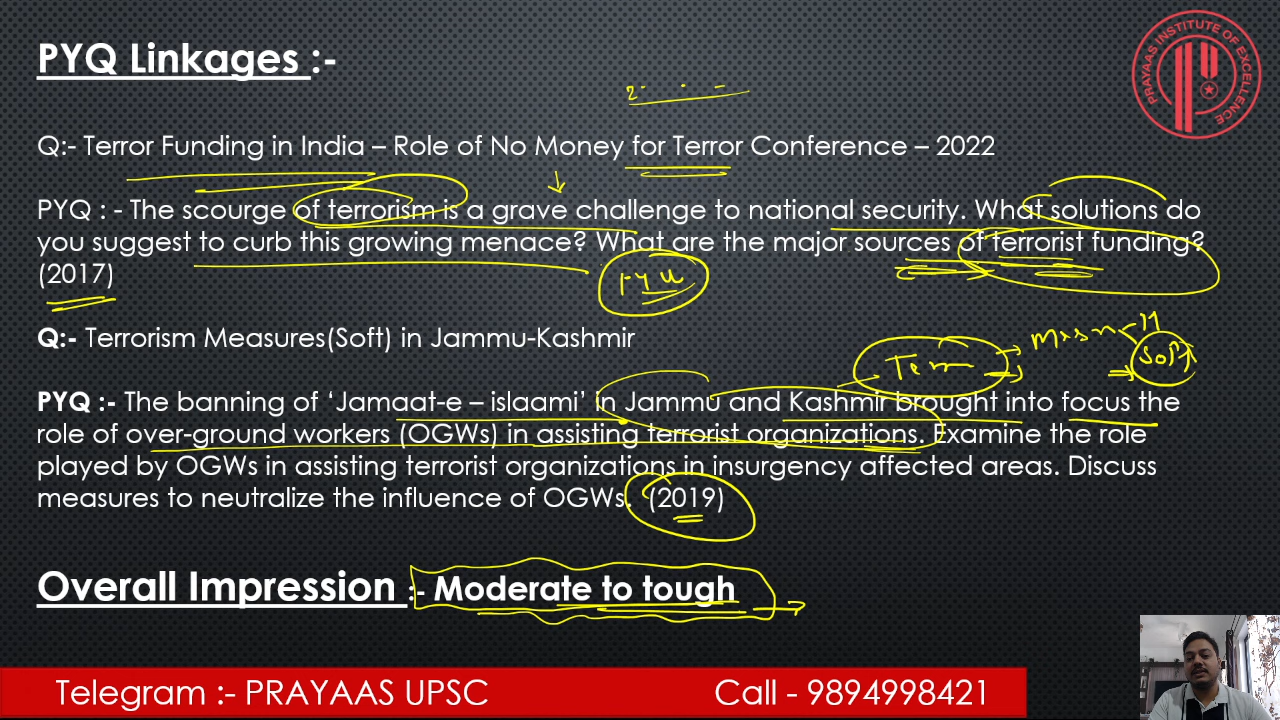 PYQ Linkages :-
PRAYAAS INSTITUTE OF EXCELLENCE
Q:- Terror Funding in India – Role of No Money for Terror Conference – 2022
PYQ : - The scourge of terrorism is a grave challenge to national security. What solutions do
you suggest to curb this growing menace? What are the major sources of terrorist funding?
(2017)
PYQ
Q:- Terrorism Measures(Soft) in Jammu-Kashmir
Soft
PYQ :- The banning of ‘Jamaat-e – islaami’ in Jammu and Kashmir brought into focus the
role of over-ground workers (OGWs) in assisting terrorist organizations. Examine the role
played by OGWs in assisting terrorist organizations in insurgency affected areas. Discuss
measures to neutralize the influence of OGWs. (2019)
Overall Impression :- Moderate to tough
Telegram :- PRAYAAS UPSC
Call - 9894998421